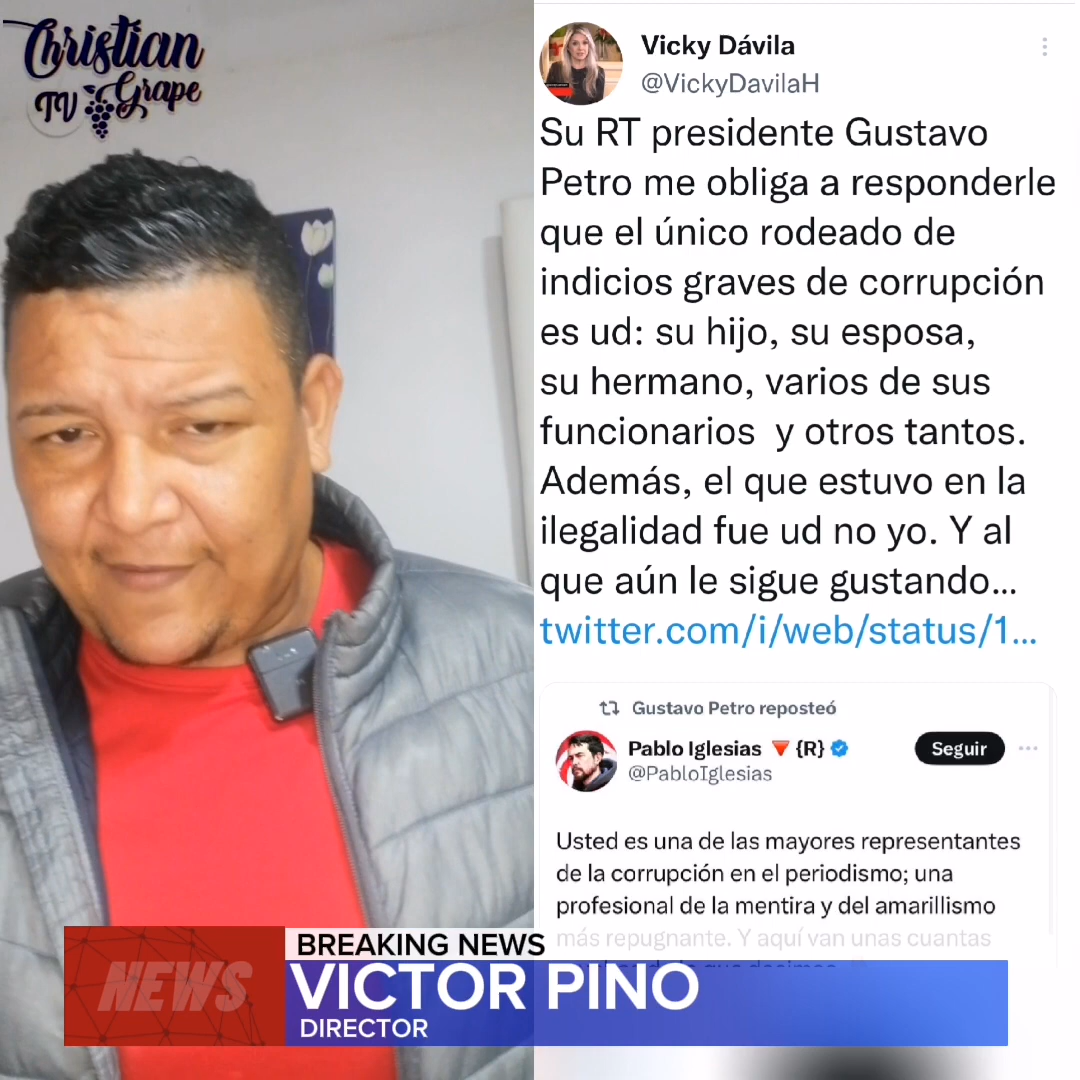 Christian
TV Grape
Vicky Dávila
@VickyDavilaH
Su RT presidente Gustavo
Petro me obliga a responderle
que el único rodeado de
indicios graves de corrupción
es ud: su hijo, su esposa,
su hermano, varios de sus
funcionarios y otros tantos.
Además, el que estuvo en la
ilegalidad fue ud no yo. Y al
que aún le sigue gustando...
twitter.com/i/web/status/1...
Gustavo Petro reposteó
Pablo Iglesias {R}
Seguir
@PabloIglesias
Usted es una de las mayores representantes
de la corrupción en el periodismo; una
profesional de la mentira y del amarillismo
más repugnante. Y aquí van unas cuantas
BREAKING NEWS
NEWS
VICTOR PINO
DIRECTOR